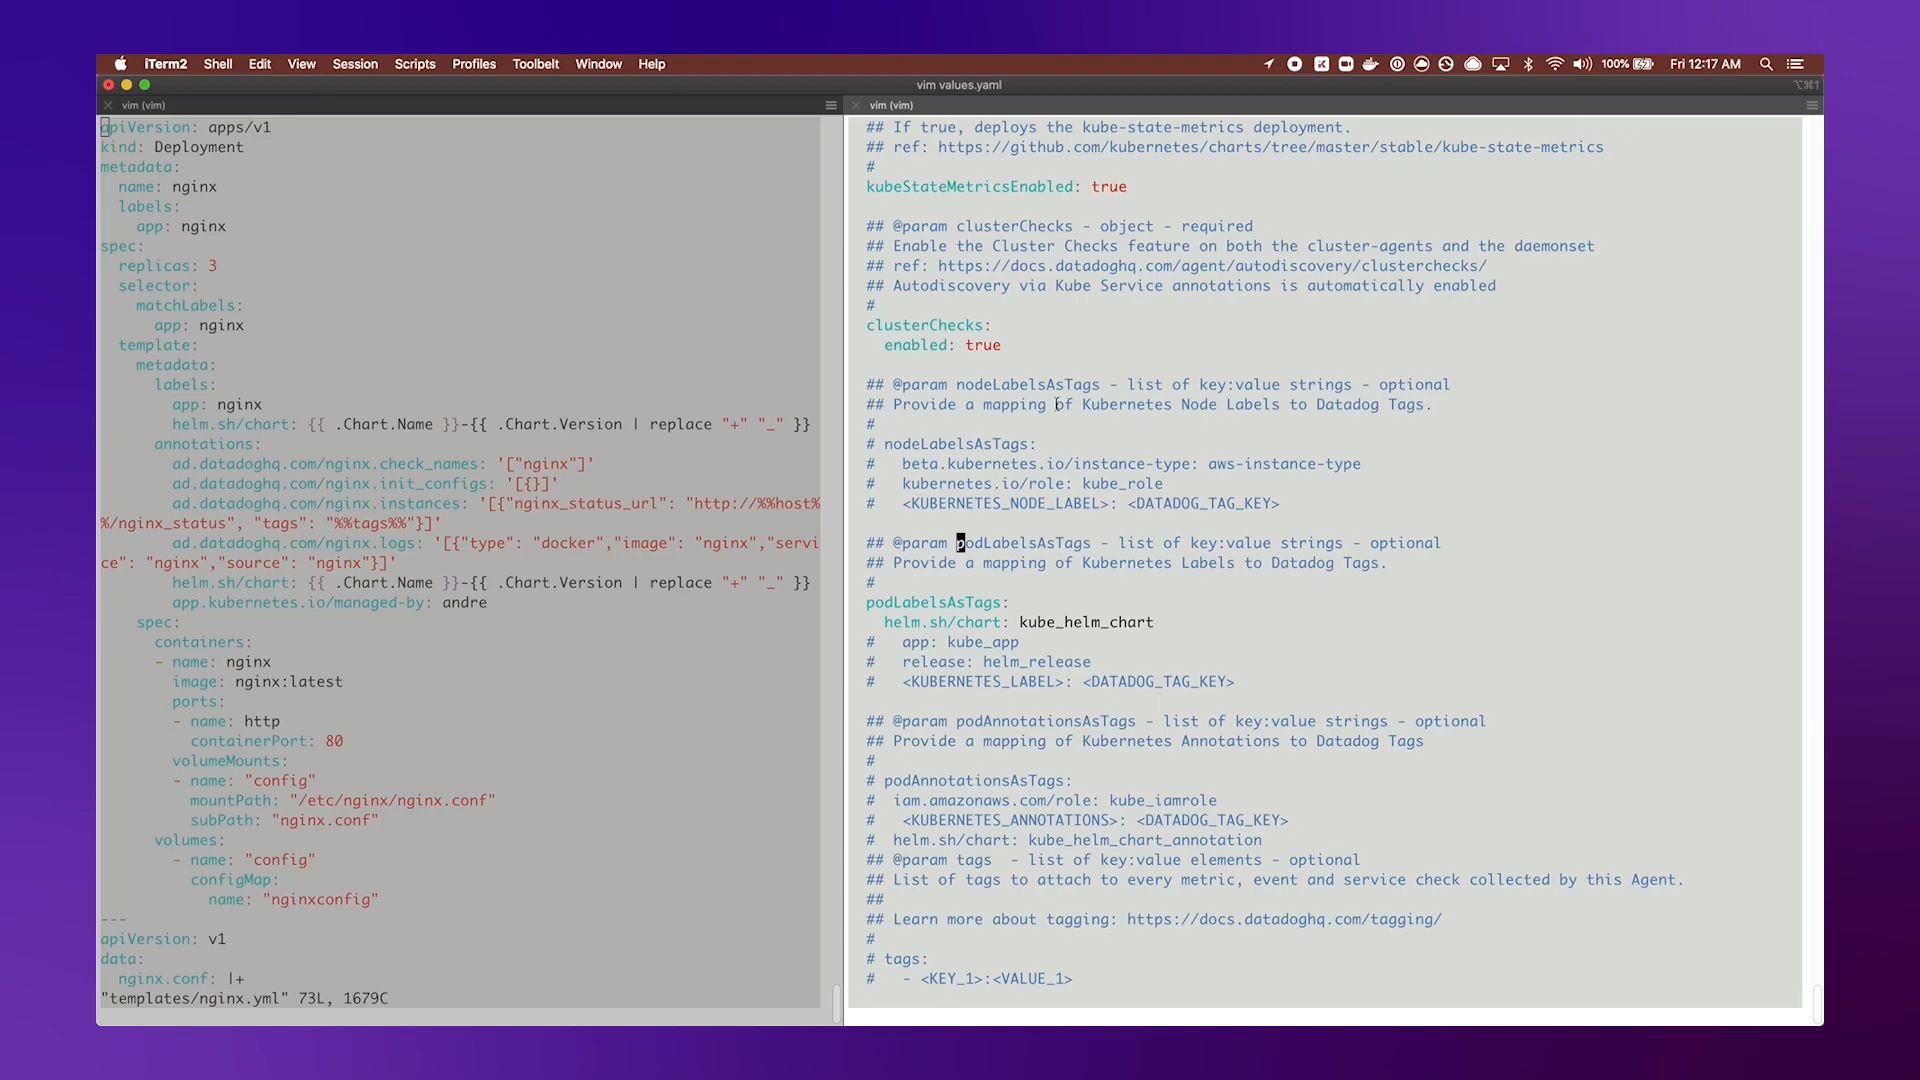 iTerm2 Shell Edit View Session Scripts Profiles Toolbelt Window Help 100% Fri 12:17 AM
vim values.yaml ⌥⌘1
vim (vim)
apiVersion: apps/v1
kind: Deployment
metadata:
  name: nginx
  labels:
    app: nginx
spec:
  replicas: 3
  selector:
    matchLabels:
      app: nginx
  template:
    metadata:
      labels:
        app: nginx
        helm.sh/chart: {{ .Chart.Name }}-{{ .Chart.Version | replace "+" "_" }}
      annotations:
        ad.datadoghq.com/nginx.check_names: '["nginx"]'
        ad.datadoghq.com/nginx.init_configs: '[{}]'
        ad.datadoghq.com/nginx.instances: '[{"nginx_status_url": "http://%%host%
%/nginx_status", "tags": "%%tags%%"}]'
        ad.datadoghq.com/nginx.logs: '[{"type": "docker","image": "nginx","servi
ce": "nginx","source": "nginx"}]'
        helm.sh/chart: {{ .Chart.Name }}-{{ .Chart.Version | replace "+" "_" }}
        app.kubernetes.io/managed-by: andre
    spec:
      containers:
      - name: nginx
        image: nginx:latest
        ports:
        - name: http
          containerPort: 80
        volumeMounts:
        - name: "config"
          mountPath: "/etc/nginx/nginx.conf"
          subPath: "nginx.conf"
      volumes:
        - name: "config"
          configMap:
            name: "nginxconfig"
---
apiVersion: v1
data:
  nginx.conf: |+
"templates/nginx.yml" 73L, 1679C
vim (vim)
## If true, deploys the kube-state-metrics deployment.
## ref: https://github.com/kubernetes/charts/tree/master/stable/kube-state-metrics
#
kubeStateMetricsEnabled: true
## @param clusterChecks - object - required
## Enable the Cluster Checks feature on both the cluster-agents and the daemonset
## ref: https://docs.datadoghq.com/agent/autodiscovery/clusterchecks/
## Autodiscovery via Kube Service annotations is automatically enabled
#
clusterChecks:
  enabled: true
## @param nodeLabelsAsTags - list of key:value strings - optional
## Provide a mapping of Kubernetes Node Labels to Datadog Tags.
#
# nodeLabelsAsTags:
#   beta.kubernetes.io/instance-type: aws-instance-type
#   kubernetes.io/role: kube_role
#   <KUBERNETES_NODE_LABEL>: <DATADOG_TAG_KEY>
## @param podLabelsAsTags - list of key:value strings - optional
## Provide a mapping of Kubernetes Labels to Datadog Tags.
#
podLabelsAsTags:
  helm.sh/chart: kube_helm_chart
#   app: kube_app
#   release: helm_release
#   <KUBERNETES_LABEL>: <DATADOG_TAG_KEY>
## @param podAnnotationsAsTags - list of key:value strings - optional
## Provide a mapping of Kubernetes Annotations to Datadog Tags
#
# podAnnotationsAsTags:
#  iam.amazonaws.com/role: kube_iamrole
#   <KUBERNETES_ANNOTATIONS>: <DATADOG_TAG_KEY>
#  helm.sh/chart: kube_helm_chart_annotation
## @param tags  - list of key:value elements - optional
## List of tags to attach to every metric, event and service check collected by this Agent.
##
## Learn more about tagging: https://docs.datadoghq.com/tagging/
#
# tags:
#   - <KEY_1>:<VALUE_1>